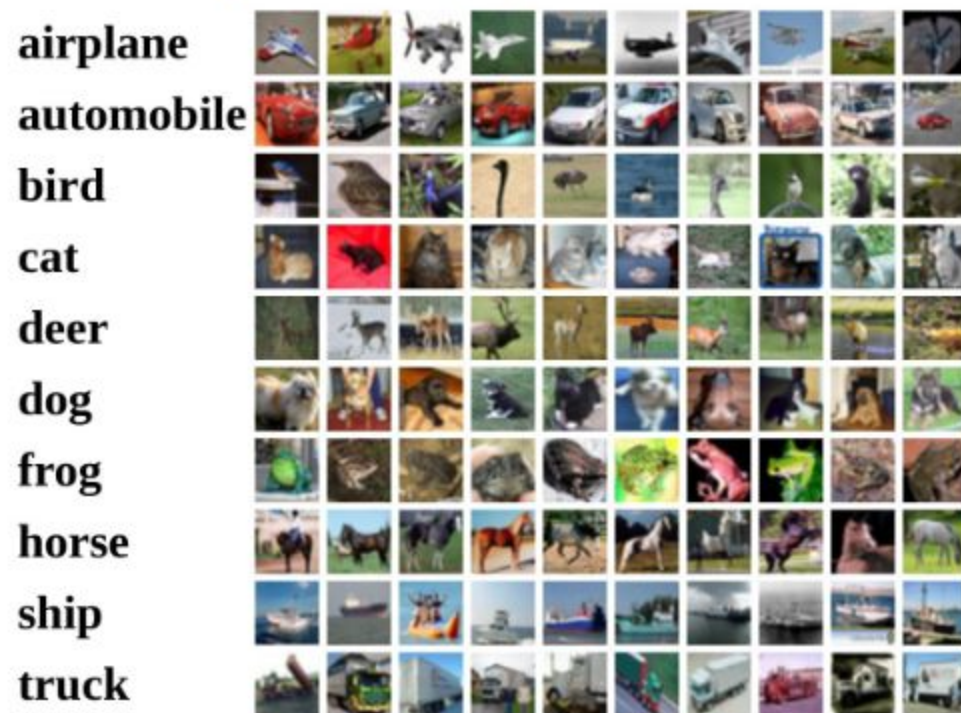 airplane
automobile
bird
cat
deer
dog
frog
horse
ship
truck